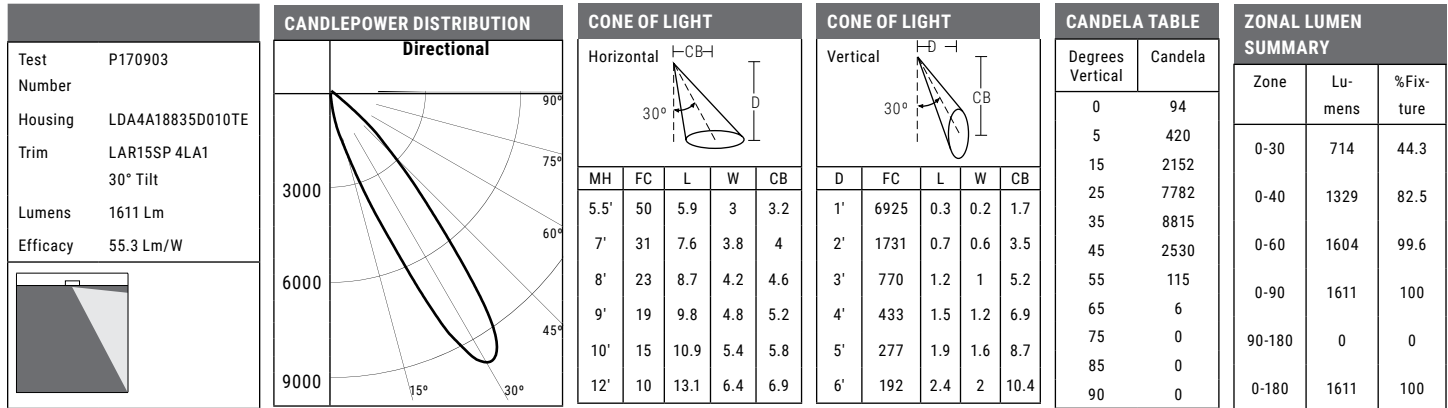 Test Number P170903
Housing LDA4A18835D010TE
Trim LAR15SP 4LA1
30° Tilt
Lumens 1611 Lm
Efficacy 55.3 Lm/W
CANDLEPOWER DISTRIBUTION
Directional
90°
75°
3000
60°
6000
45°
9000
15° 30°
CONE OF LIGHT
Horizontal CB
D
30°
MH FC L W CB
5.5' 50 5.9 3 3.2
7' 31 7.6 3.8 4
8' 23 8.7 4.2 4.6
9' 19 9.8 4.8 5.2
10' 15 10.9 5.4 5.8
12' 10 13.1 6.4 6.9
CONE OF LIGHT
Vertical D
CB
30°
D FC L W CB
1' 6925 0.3 0.2 1.7
2' 1731 0.7 0.6 3.5
3' 770 1.2 1 5.2
4' 433 1.5 1.2 6.9
5' 277 1.9 1.6 8.7
6' 192 2.4 2 10.4
CANDELA TABLE
Degrees Candela
Vertical
0 94
5 420
15 2152
25 7782
35 8815
45 2530
55 115
65 6
75 0
85 0
90 0
ZONAL LUMEN
SUMMARY
Zone Lu- %Fix-
mens ture
0-30 714 44.3
0-40 1329 82.5
0-60 1604 99.6
0-90 1611 100
90-180 0 0
0-180 1611 100